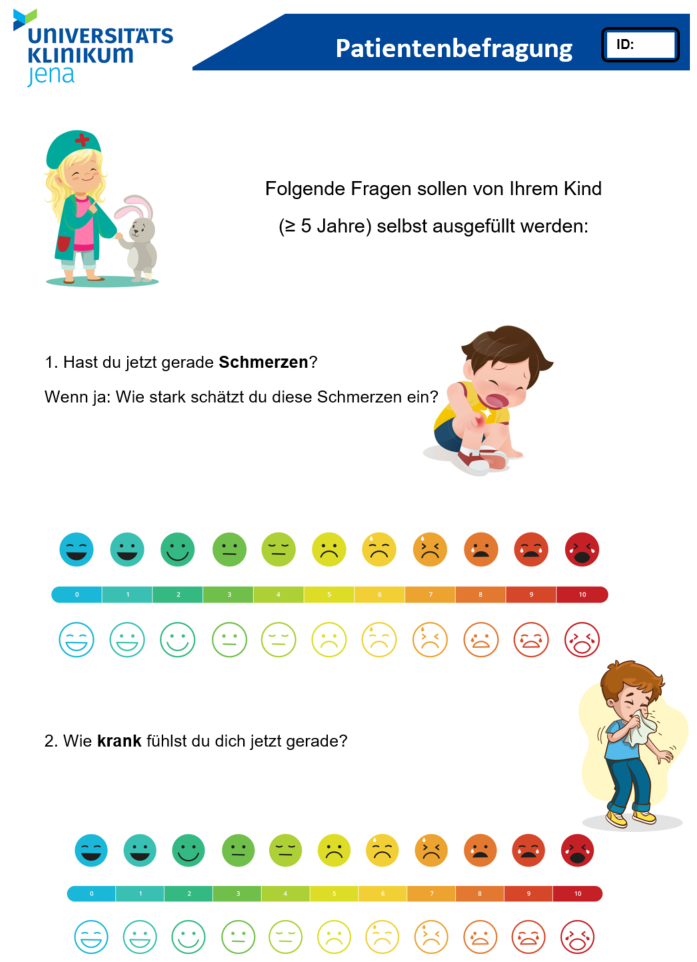 UNIVERSITÄTS
KLINIKUM
jena
Patientenbefragung
ID:
Folgende Fragen sollen von Ihrem Kind
(≥ 5 Jahre) selbst ausgefüllt werden:
1. Hast du jetzt gerade Schmerzen?
Wenn ja: Wie stark schätzt du diese Schmerzen ein?
0 1 2 3 4 5 6 7 8 9 10
2. Wie krank fühlst du dich jetzt gerade?
0 1 2 3 4 5 6 7 8 9 10